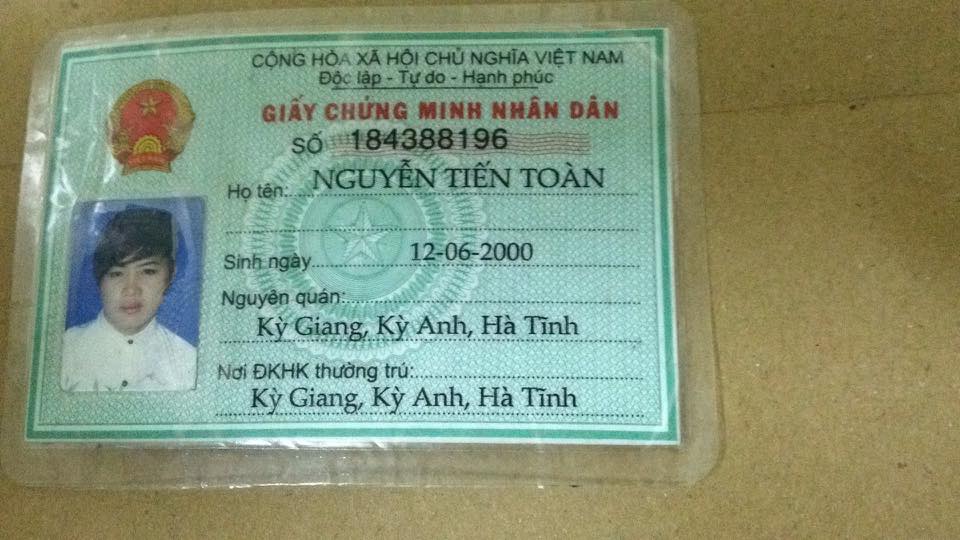 CỘNG HÒA XÃ HỘI CHỦ NGHĨA VIỆT NAM
Độc lập - Tự do - Hạnh phúc
GIẤY CHỨNG MINH NHÂN DÂN
SỐ 184388196
Họ tên: NGUYỄN TIẾN TOÀN
Sinh ngày 12-06-2000
Nguyên quán:
Kỳ Giang, Kỳ Anh, Hà Tĩnh
Nơi ĐKHK thường trú:
Kỳ Giang, Kỳ Anh, Hà Tĩnh